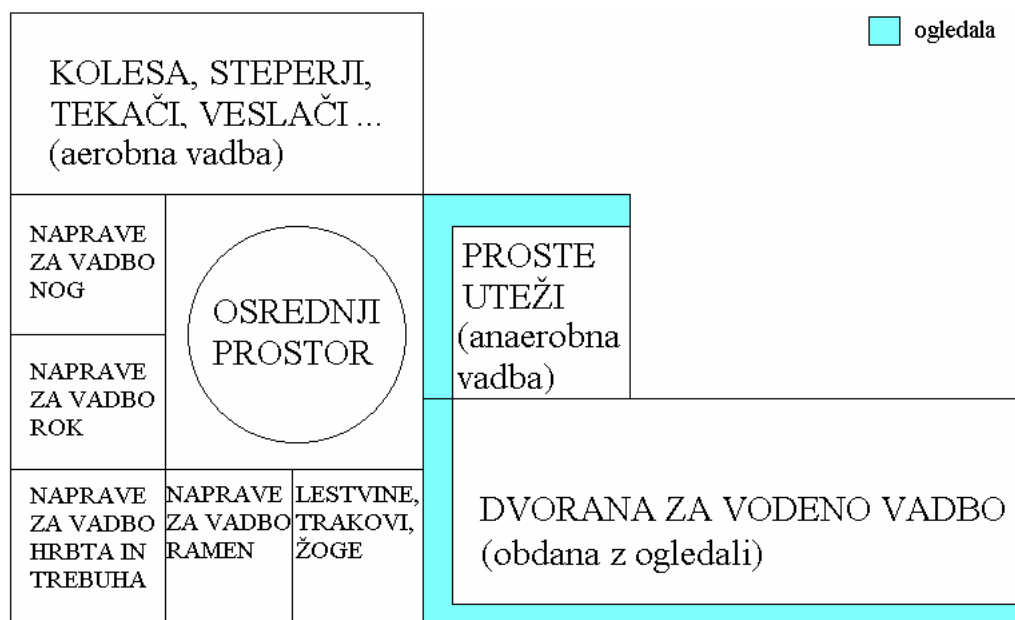 ogledala
KOLESA, STEPERJI,
TEKAČI, VESLAČI ...
(aerobna vadba)
NAPRAVE
ZA VADBO
NOG
OSREDNJI
PROSTOR
PROSTE
UTEŽI
(anaerobna
vadba)
NAPRAVE
ZA VADBO
ROK
NAPRAVE
ZA VADBO
HRBTA IN
TREBUHA
NAPRAVE
ZA VADBO
RAMEN
LESTVINE,
TRAKOVI,
ŽOGE
DVORANA ZA VODENO VADBO
(obdana z ogledali)